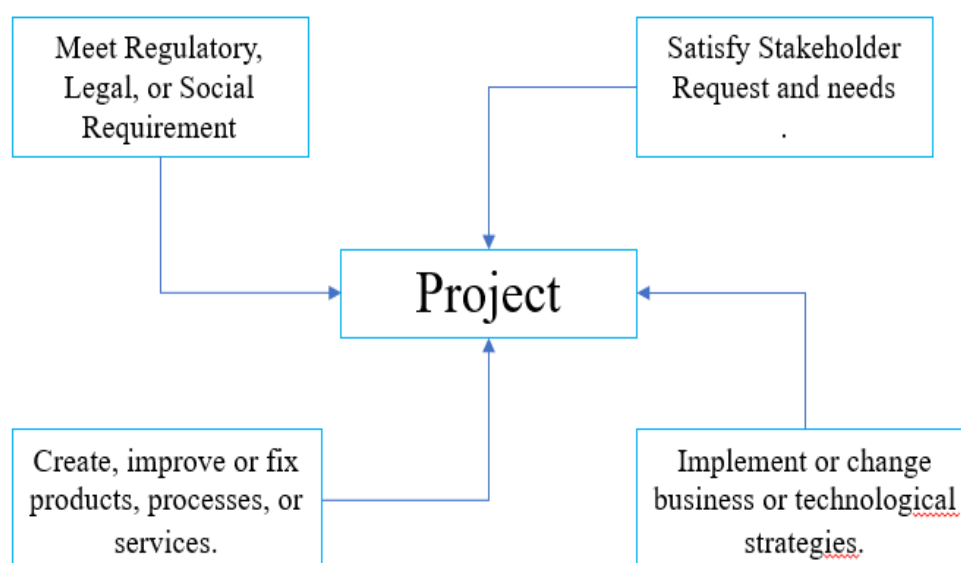 Meet Regulatory,
Legal, or Social
Requirement
Satisfy Stakeholder
Request and needs
.
Project
Create, improve or fix
products, processes, or
services.
Implement or change
business or technological
strategies.